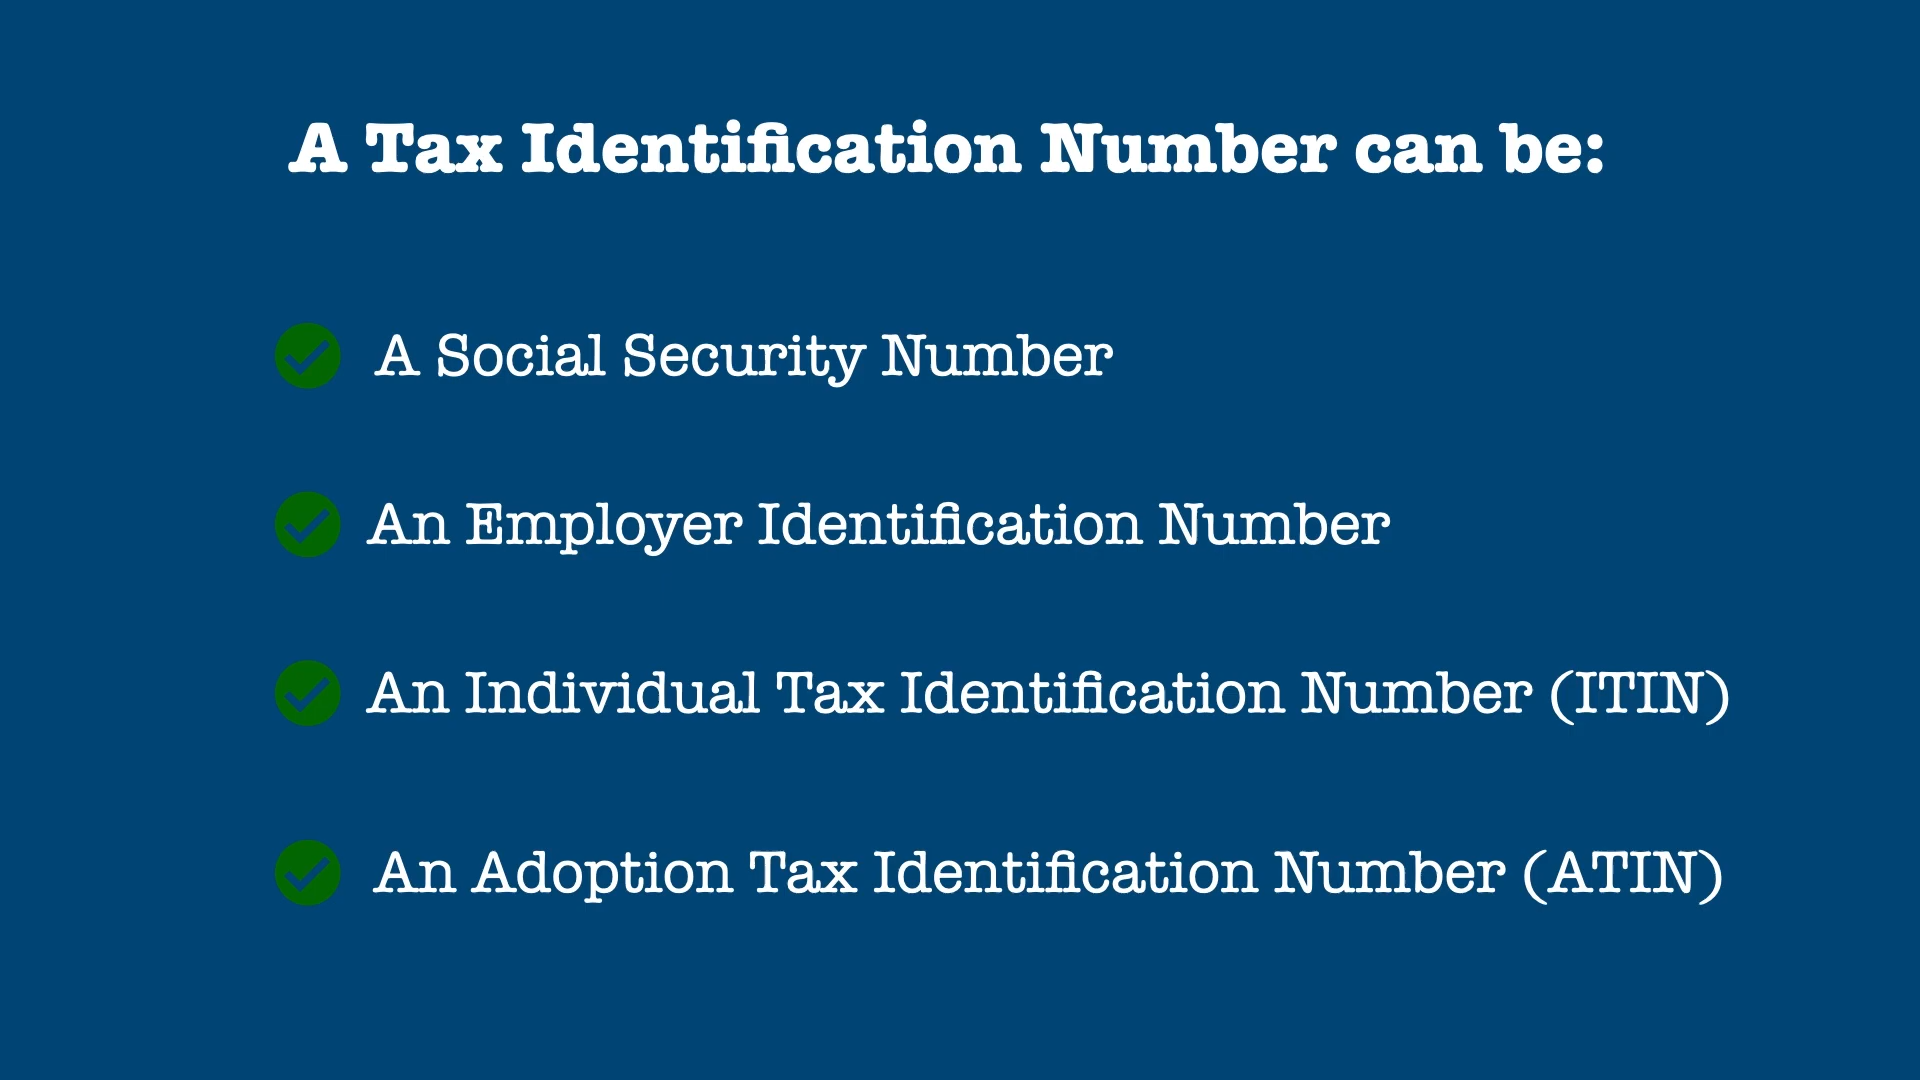 A Tax Identification Number can be:
A Social Security Number
An Employer Identification Number
An Individual Tax Identification Number (ITIN)
An Adoption Tax Identification Number (ATIN)